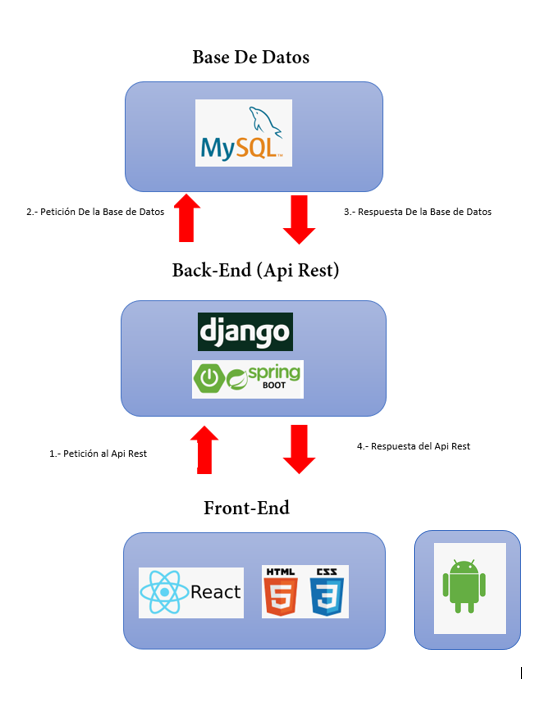 Base De Datos
MySQL
2.- Petición De la Base de Datos
3.- Respuesta De la Base de Datos
Back-End (Api Rest)
django
spring
BOOT
1.- Petición al Api Rest
4.- Respuesta del Api Rest
Front-End
React
HTML
5
CSS
3